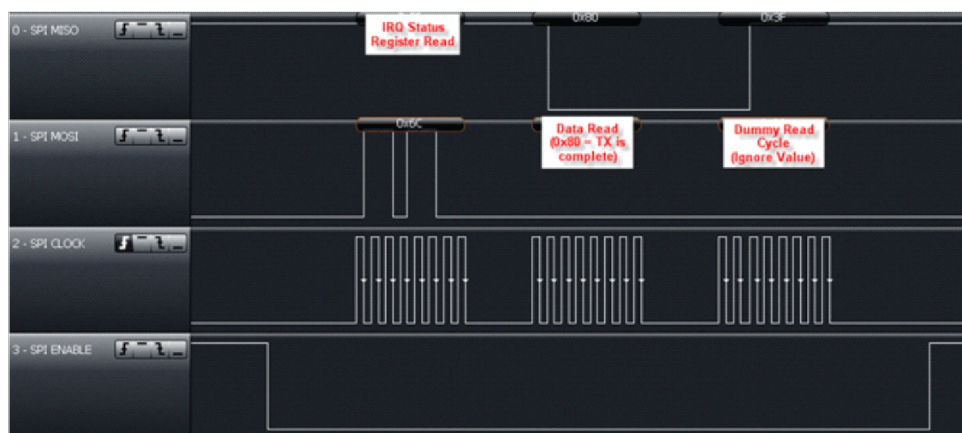 0 - SPI MISO
IRQ Status
Register Read
0x80
0x3F
1 - SPI MOSI
0x6C
Data Read
(0x80 = TX is
complete)
Dummy Read
Cycle
(Ignore Value)
2 - SPI CLOCK
3 - SPI ENABLE